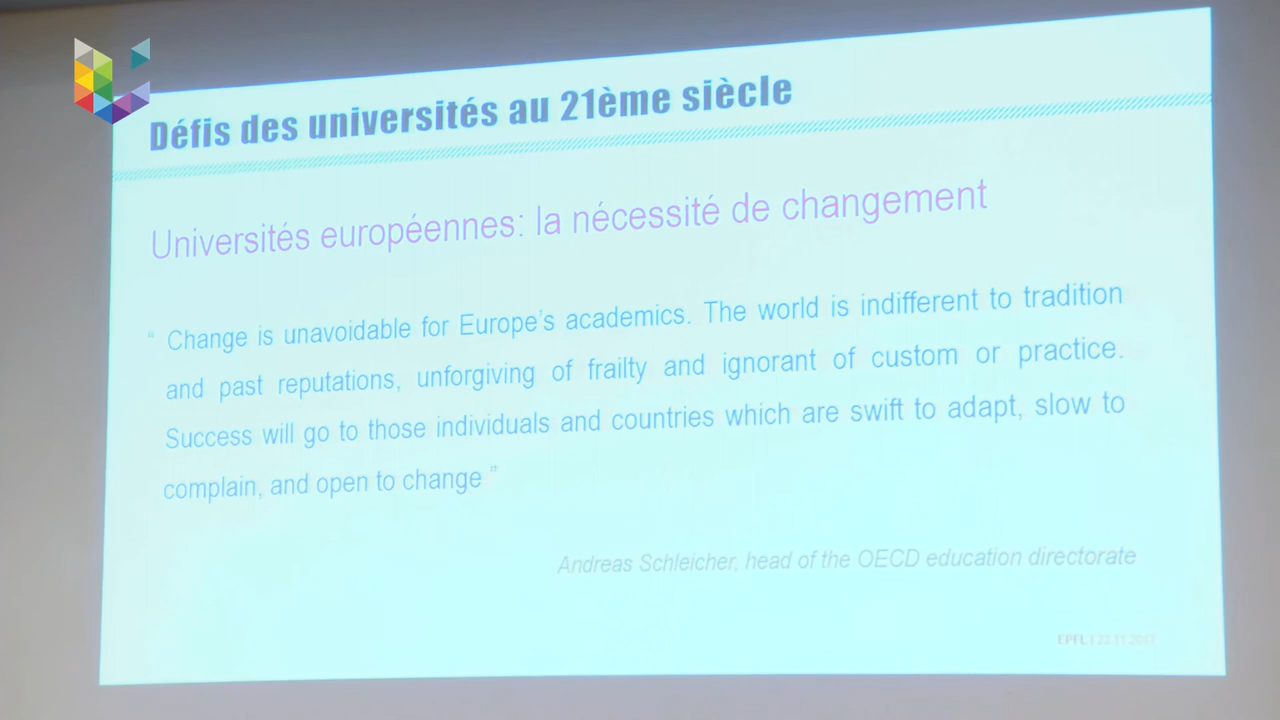 Défis des universités au 21ème siècle
Universités européennes: la nécessité de changement
“ Change is unavoidable for Europe’s academics. The world is indifferent to tradition
and past reputations, unforgiving of frailty and ignorant of custom or practice.
Success will go to those individuals and countries which are swift to adapt, slow to
complain, and open to change ”
Andreas Schleicher, head of the OECD education directorate
EPFL | 22.11.2017